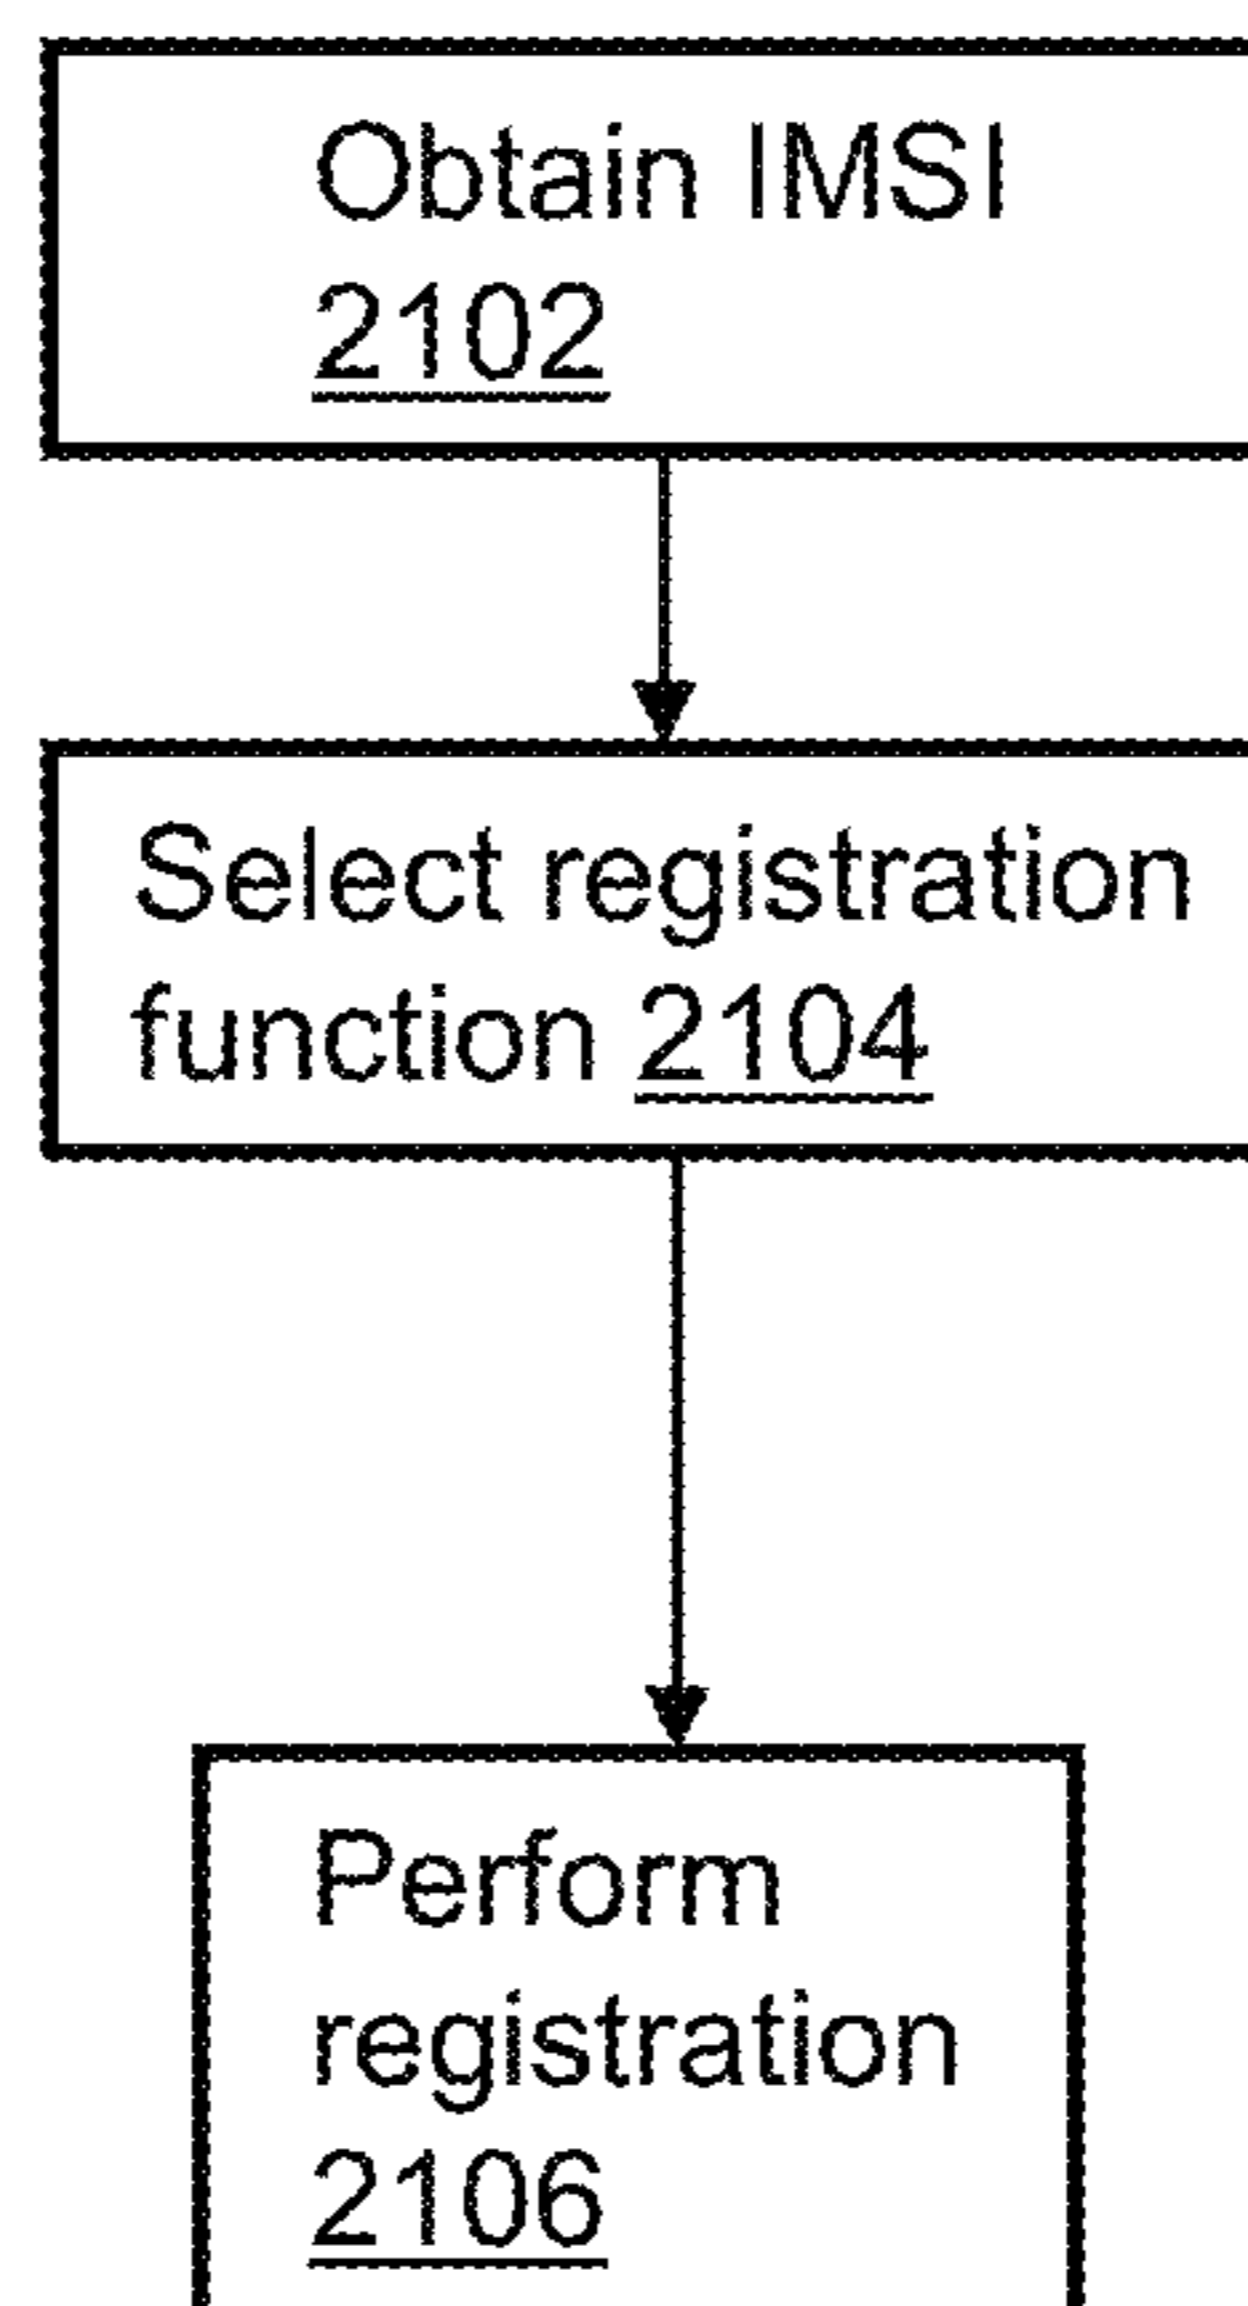 Obtain IMSI
2102
Select registration
function 2104
Perform
registration
2106